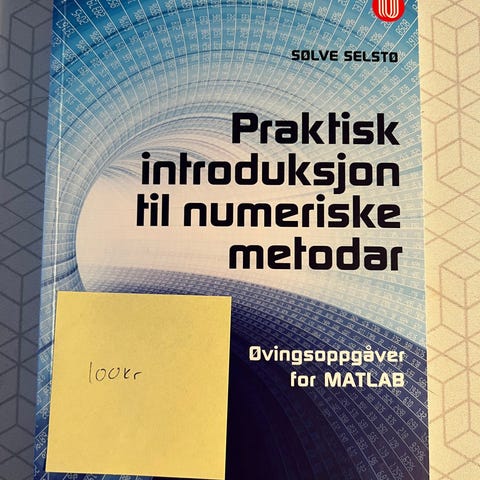 SØLVE SELSTØ
Praktisk
introduksjon
til numeriske
metodar
Øvingsoppgåver
for MATLAB
100kr